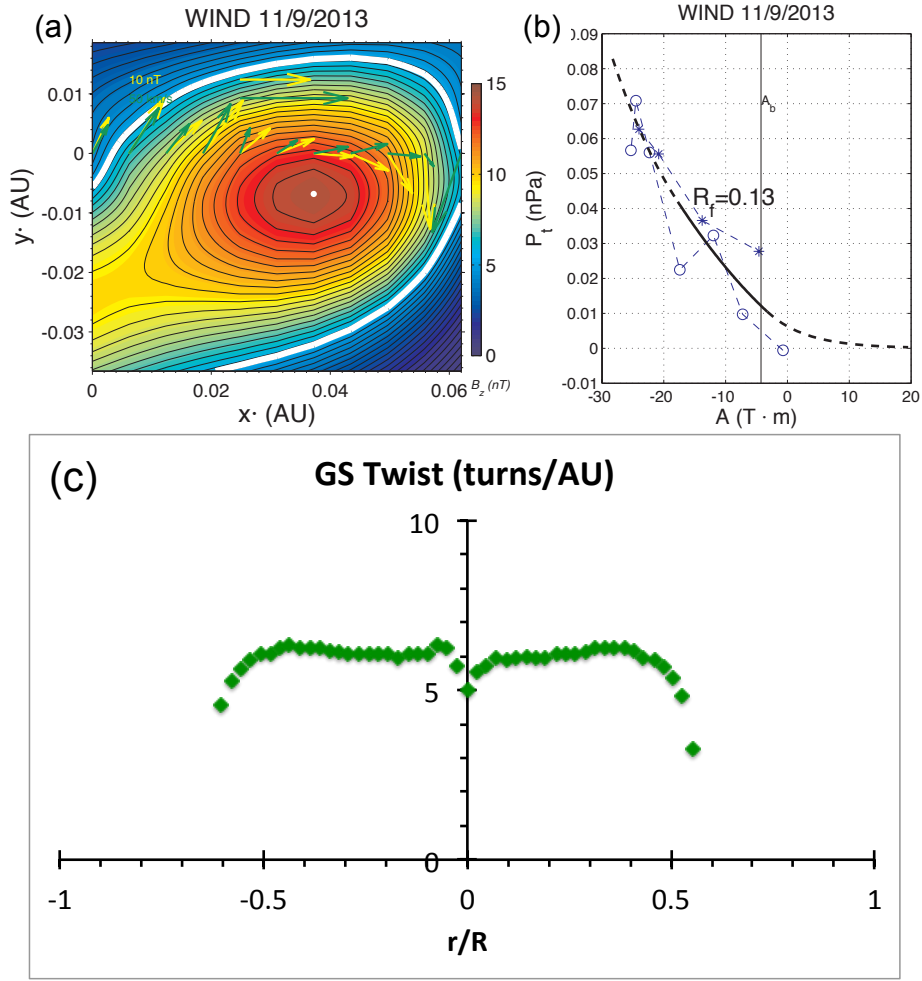 (a)
WIND 11/9/2013
10 nT
0.01
0
-0.01
-0.02
-0.03
y· (AU)
0
0.02
0.04
0.06
x· (AU)
15
10
5
0
B_z (nT)
(b)
WIND 11/9/2013
0.09
0.08
0.07
0.06
0.05
0.04
0.03
0.02
0.01
0
-0.01
P_t (nPa)
A_b
R_f=0.13
-30
-20
-10
0
10
20
A (T · m)
(c)
GS Twist (turns/AU)
10
5
0
-1
-0.5
0
0.5
1
r/R